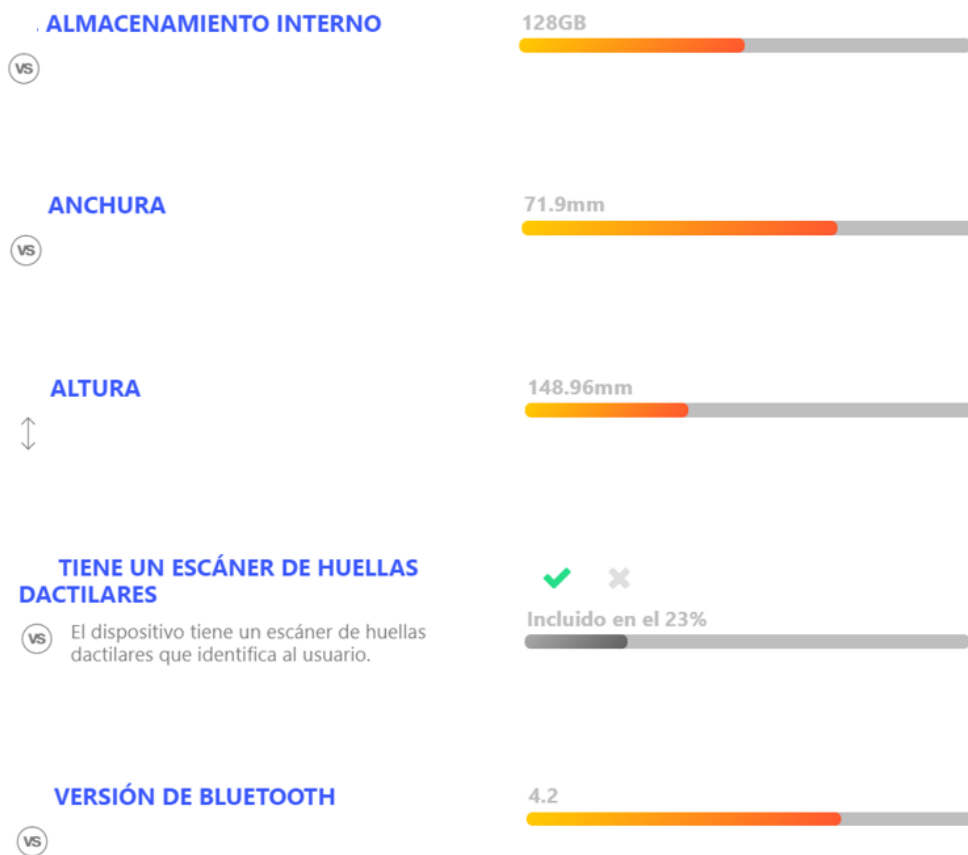 . ALMACENAMIENTO INTERNO
128GB
VS
ANCHURA
71.9mm
VS
ALTURA
148.96mm
TIENE UN ESCÁNER DE HUELLAS
DACTILARES
Incluido en el 23%
VS
El dispositivo tiene un escáner de huellas
dactilares que identifica al usuario.
VERSIÓN DE BLUETOOTH
4.2
VS